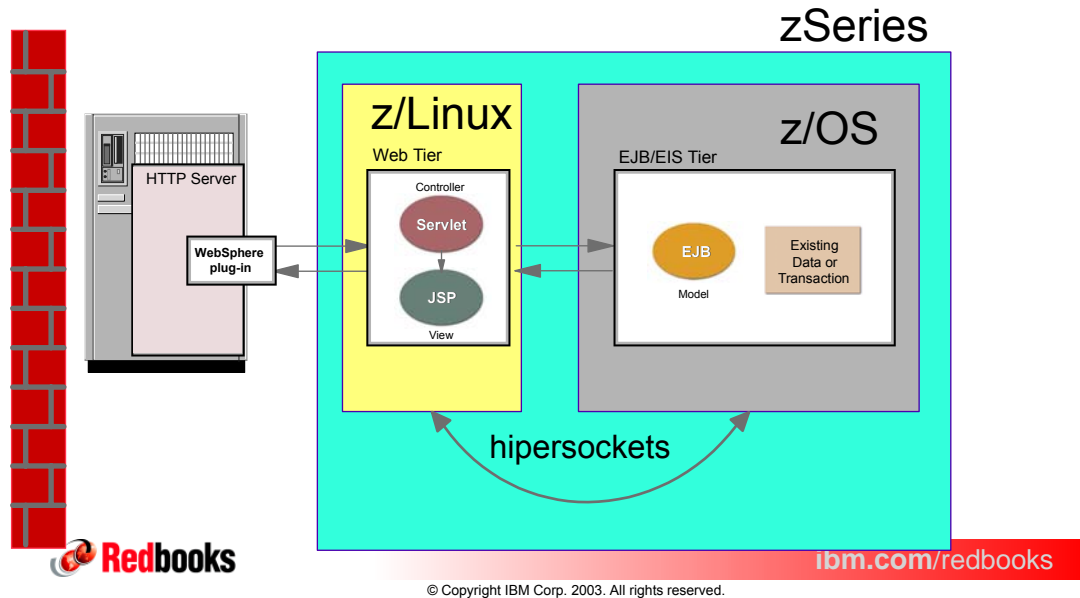 zSeries
z/Linux
z/OS
Web Tier
EJB/EIS Tier
HTTP Server
Controller
Servlet
WebSphere
plug-in
JSP
View
EJB
Model
Existing
Data or
Transaction
hipersockets
Redbooks
ibm.com/redbooks
© Copyright IBM Corp. 2003. All rights reserved.